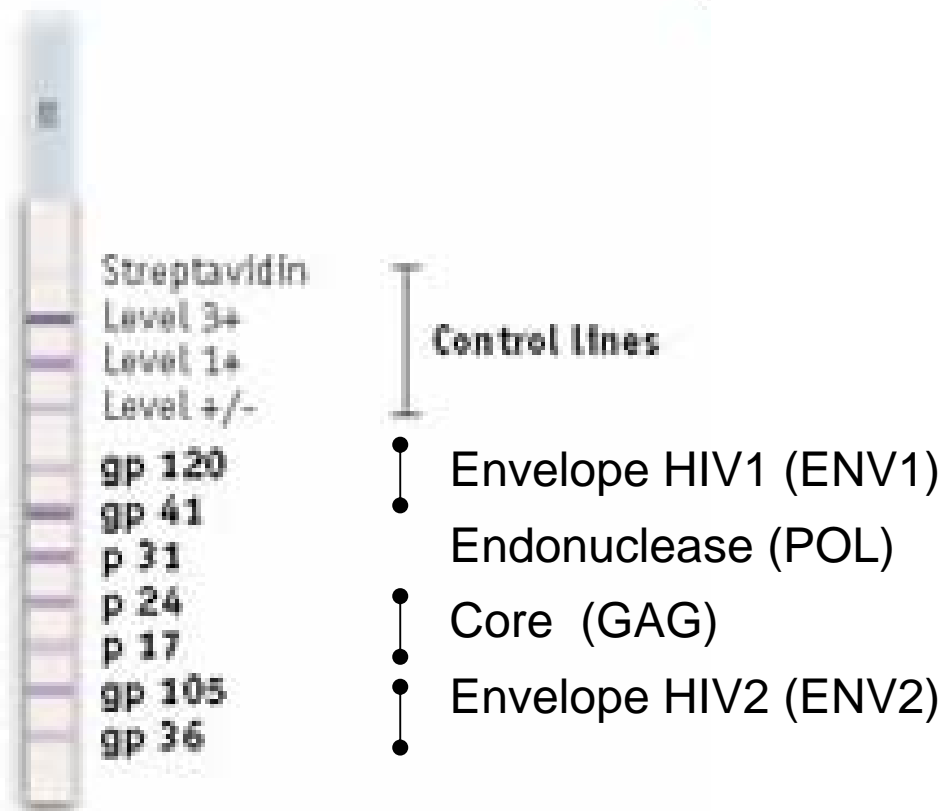 Streptavidin
Level 3+
Level 1+
Level +/-
Control lines
gp 120
Envelope HIV1 (ENV1)
gp 41
p 31
Endonuclease (POL)
p 24
Core (GAG)
p 17
gp 105
Envelope HIV2 (ENV2)
gp 36